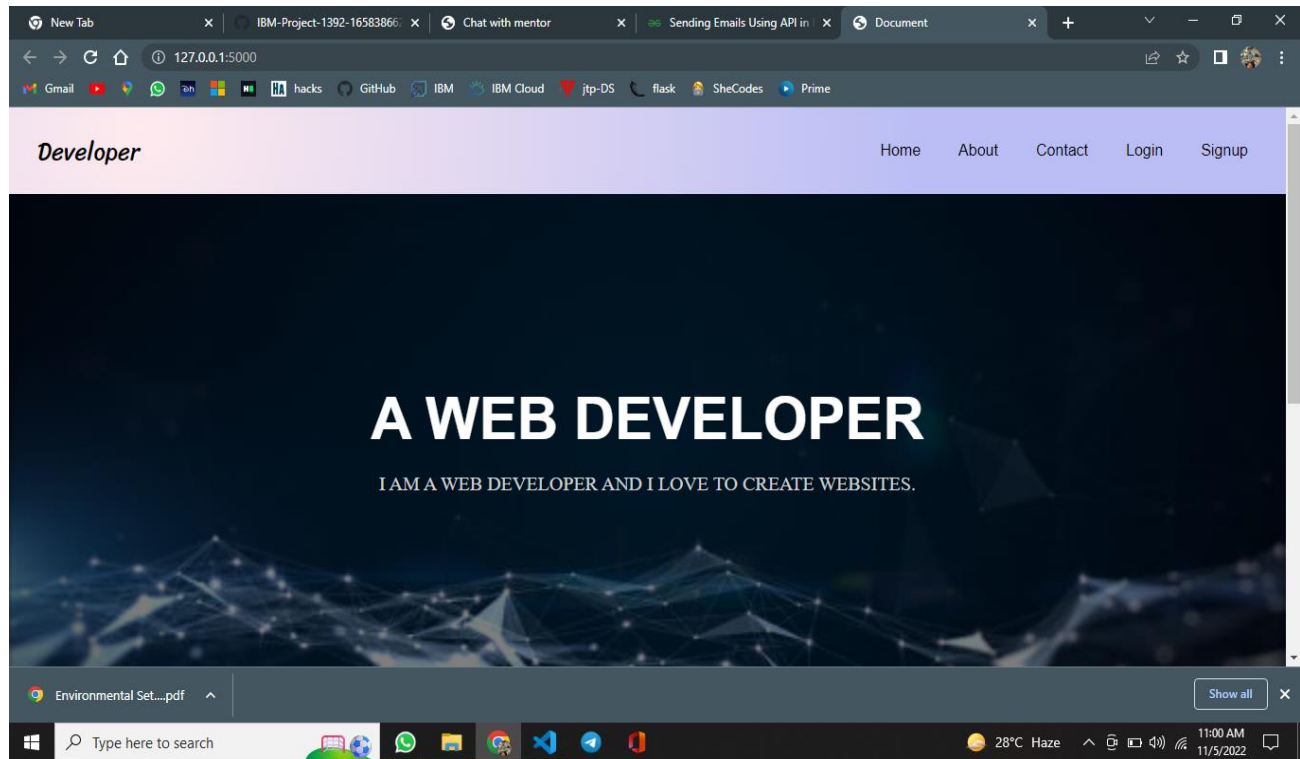 New Tab
IBM-Project-1392-16583866
Chat with mentor
Sending Emails Using API in
Document
127.0.0.1:5000
Gmail
hacks
GitHub
IBM
IBM Cloud
jtp-DS
flask
SheCodes
Prime
Developer
Home About Contact Login Signup
A WEB DEVELOPER
I AM A WEB DEVELOPER AND I LOVE TO CREATE WEBSITES.
Environmental Set....pdf
Show all
Type here to search
28°C Haze
11:00 AM
11/5/2022